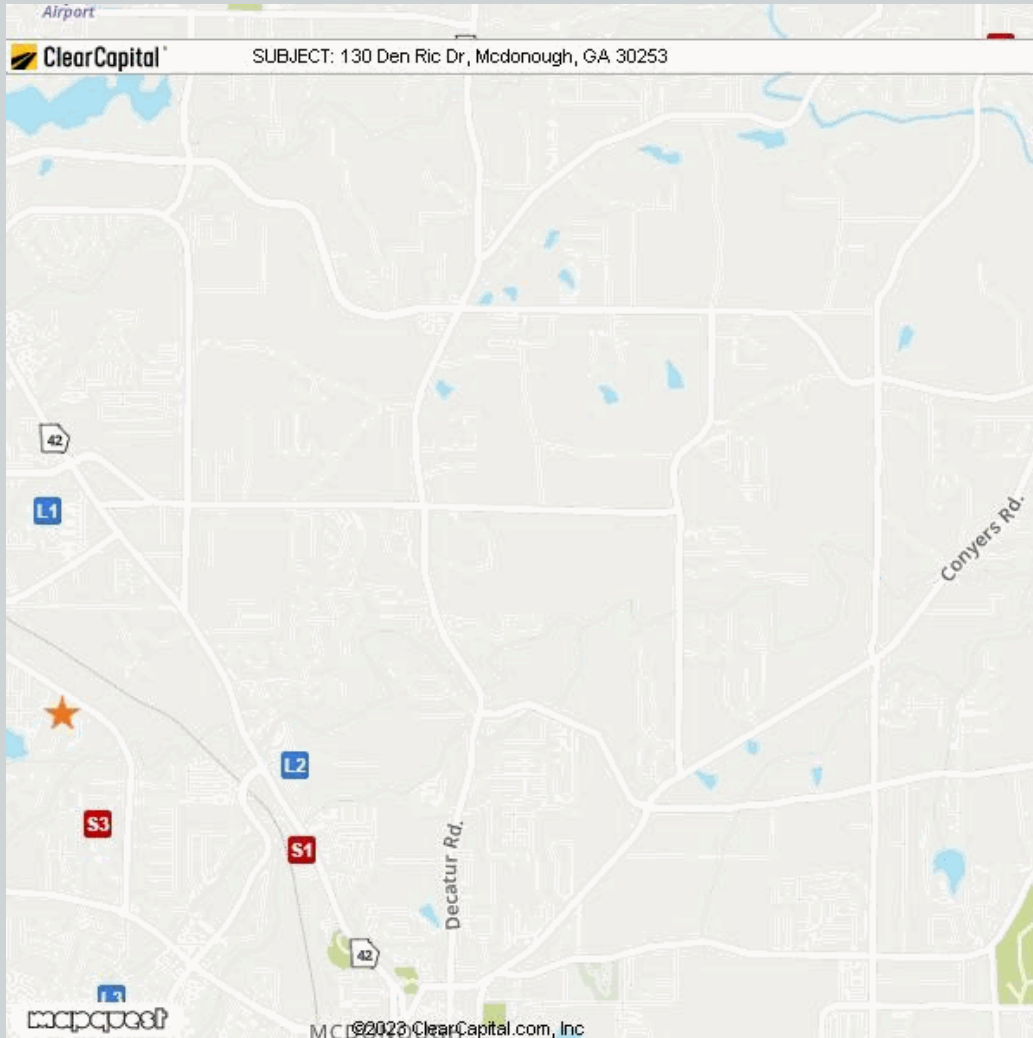 Airport
ClearCapital
SUBJECT: 130 Den Ric Dr, Mcdonough, GA 30253
42
L1
Conyers Rd.
L2
S3
S1
Decatur Rd.
42
L3
mapquest
MCDONOUGH
©2023 ClearCapital.com, Inc